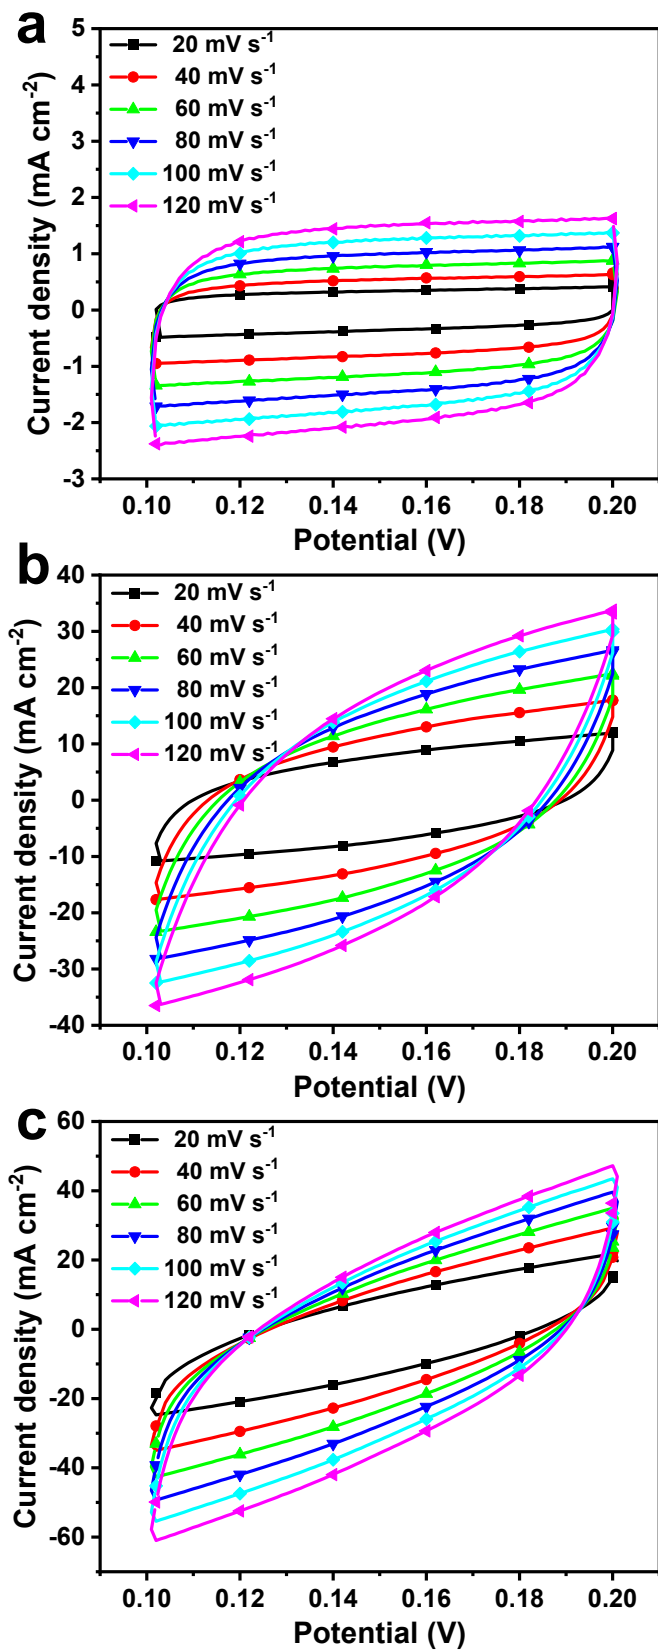 a
5
4
3
2
1
0
-1
-2
-3
Current density (mA cm⁻²)
20 mV s⁻¹
40 mV s⁻¹
60 mV s⁻¹
80 mV s⁻¹
100 mV s⁻¹
120 mV s⁻¹
0.10 0.12 0.14 0.16 0.18 0.20
Potential (V)
b
40
30
20
10
0
-10
-20
-30
-40
Current density (mA cm⁻²)
20 mV s⁻¹
40 mV s⁻¹
60 mV s⁻¹
80 mV s⁻¹
100 mV s⁻¹
120 mV s⁻¹
0.10 0.12 0.14 0.16 0.18 0.20
Potential (V)
c
60
40
20
0
-20
-40
-60
Current density (mA cm⁻²)
20 mV s⁻¹
40 mV s⁻¹
60 mV s⁻¹
80 mV s⁻¹
100 mV s⁻¹
120 mV s⁻¹
0.10 0.12 0.14 0.16 0.18 0.20
Potential (V)